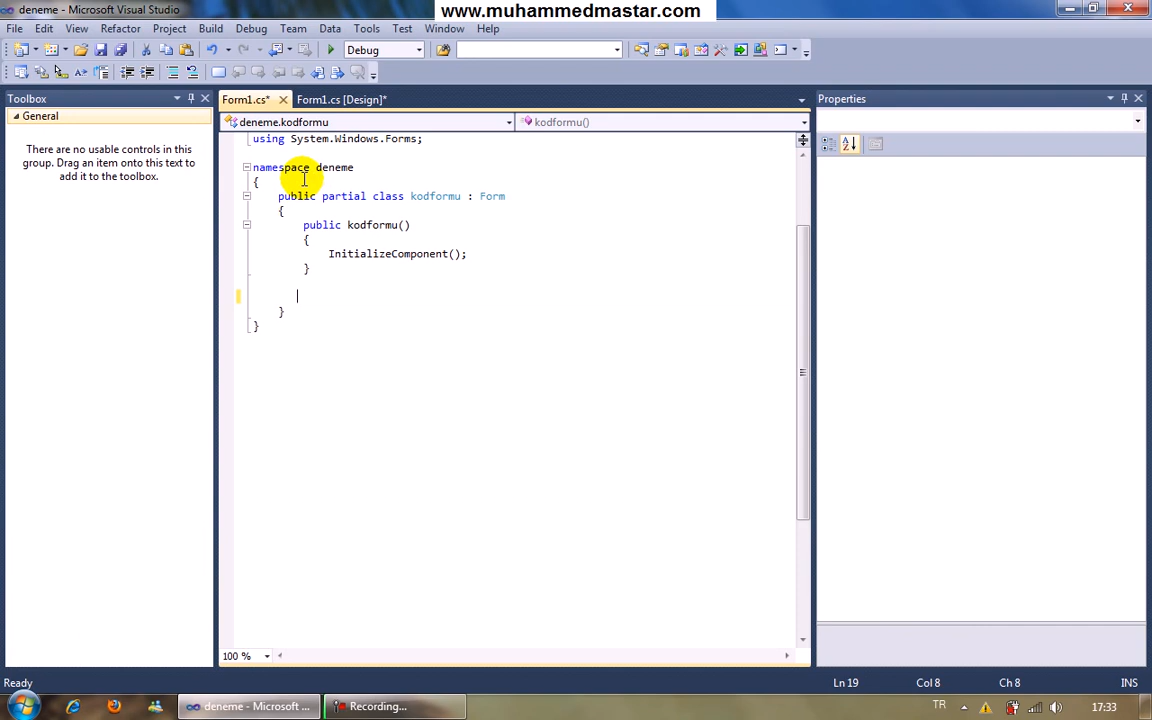 deneme - Microsoft Visual Studio
www.muhammedmastar.com
File Edit View Refactor Project Build Debug Team Data Tools Test Window Help
Debug
Toolbox
General
There are no usable controls in this
group. Drag an item onto this text to
add it to the toolbox.
Form1.cs*
Form1.cs [Design]*
deneme.kodformu
kodformu()
using System.Windows.Forms;
namespace deneme
{
public partial class kodformu : Form
{
public kodformu()
{
InitializeComponent();
}
}
}
100 %
Properties
Ready
Ln 19
Col 8
Ch 8
INS
deneme - Microsoft ...
Recording...
TR
17:33